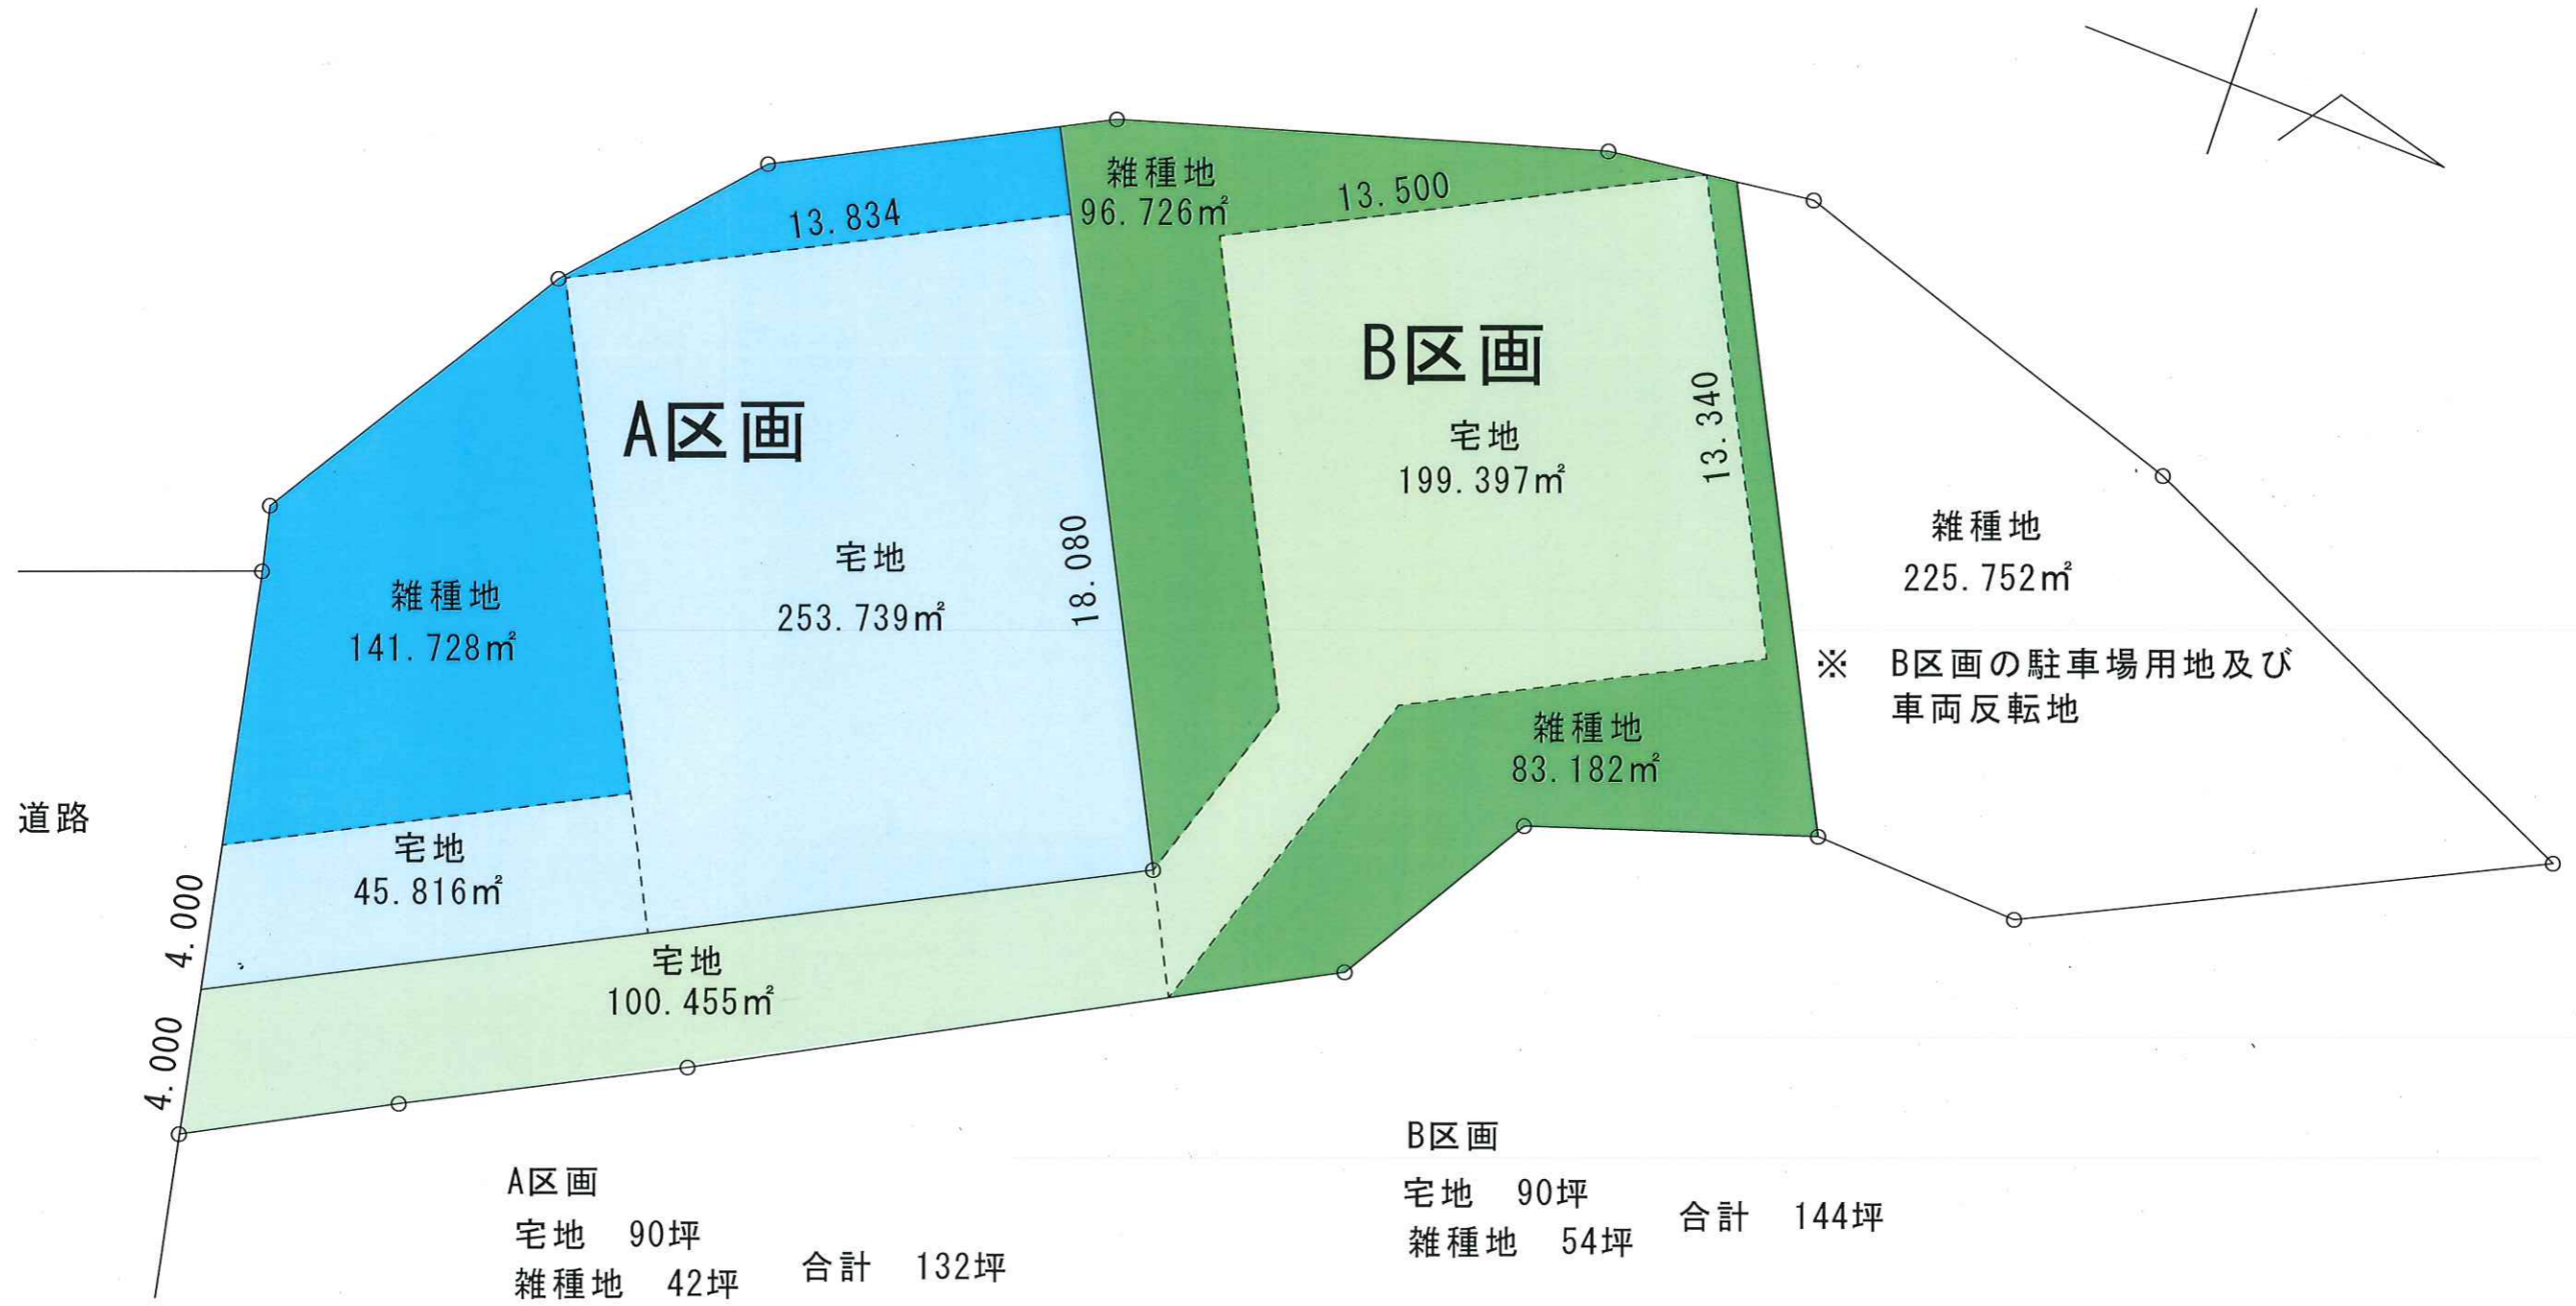 雑種地
96.726㎡
13.500
13.834
B区画
宅地
199.397㎡
13.340
A区画
宅地
253.739㎡
18.080
雑種地
225.752㎡
※ B区画の駐車場用地及び
車両反転地
雑種地
141.728㎡
雑種地
83.182㎡
道路
宅地
45.816㎡
4.000
宅地
100.455㎡
4.000
A区画
宅地 90坪
雑種地 42坪
合計 132坪
B区画
宅地 90坪
雑種地 54坪
合計 144坪